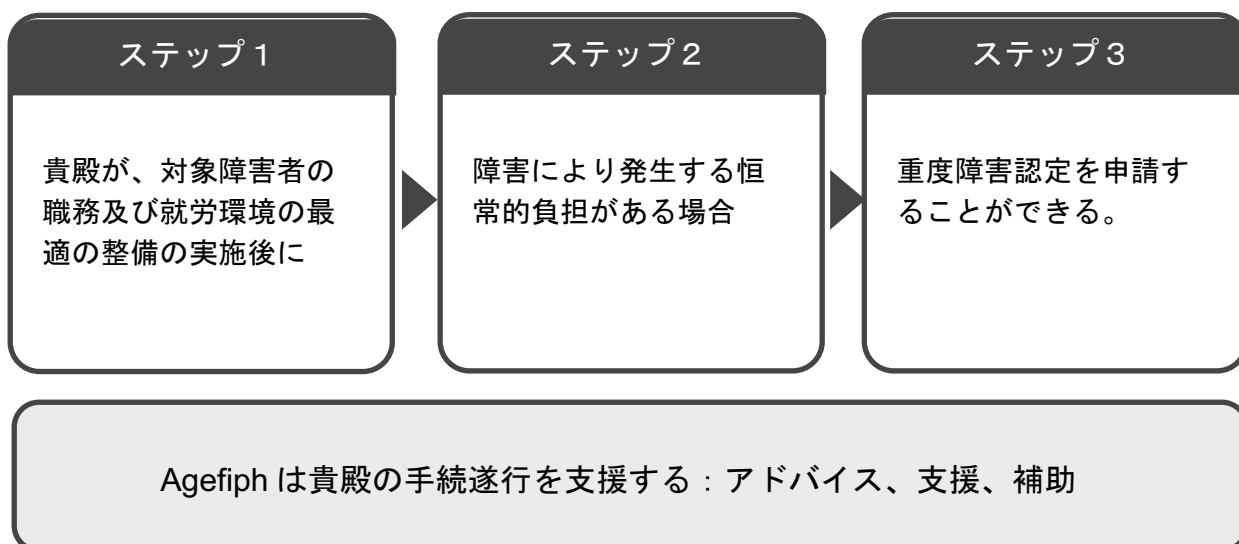 ステップ1
貴殿が、対象障害者の
職務及び就労環境の最
適の整備の実施後に
ステップ2
障害により発生する恒
常的負担がある場合
ステップ3
重度障害認定を申請す
ることができる。
Agefiph は貴殿の手続遂行を支援する：アドバイス、支援、補助